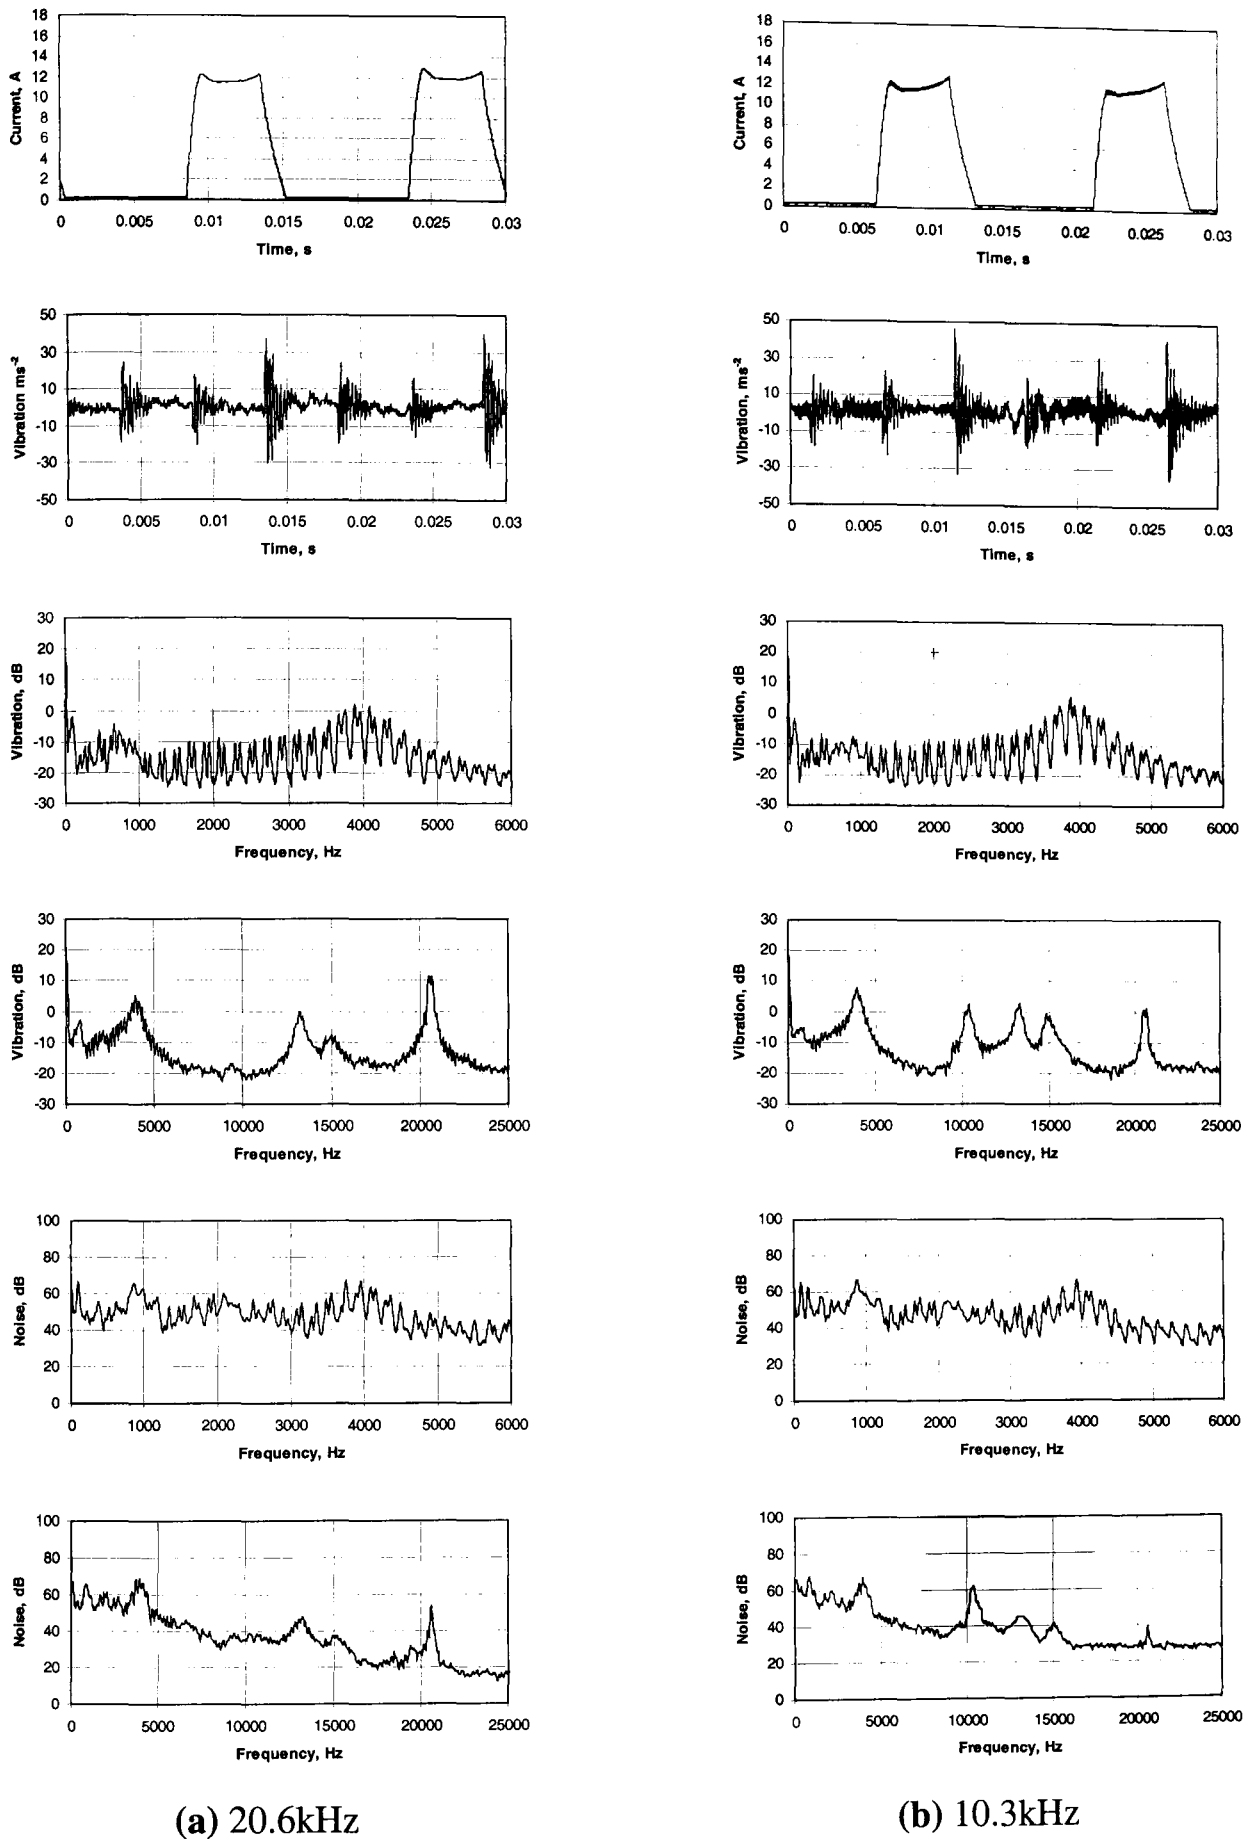 18
16
14
12
10
8
6
4
2
0
Current, A
0 0.005 0.01 0.015 0.02 0.025 0.03
Time, s
50
30
10
-10
-30
-50
Vibration ms-2
0 0.005 0.01 0.015 0.02 0.025 0.03
Time, s
30
20
10
0
-10
-20
-30
Vibration, dB
0 1000 2000 3000 4000 5000 6000
Frequency, Hz
30
20
10
0
-10
-20
-30
Vibration, dB
0 5000 10000 15000 20000 25000
Frequency, Hz
100
80
60
40
20
0
Noise, dB
0 1000 2000 3000 4000 5000 6000
Frequency, Hz
100
80
60
40
20
0
Noise, dB
0 5000 10000 15000 20000 25000
Frequency, Hz
(a) 20.6kHz
18
16
14
12
10
8
6
4
2
0
Current, A
0 0.005 0.01 0.015 0.02 0.025 0.03
Time, s
50
30
10
-10
-30
-50
Vibration, ms-2
0 0.005 0.01 0.015 0.02 0.025 0.03
Time, s
30
20
10
0
-10
-20
-30
Vibration, dB
0 1000 2000 3000 4000 5000 6000
Frequency, Hz
30
20
10
0
-10
-20
-30
Vibration, dB
0 5000 10000 15000 20000 25000
Frequency, Hz
100
80
60
40
20
0
Noise, dB
0 1000 2000 3000 4000 5000 6000
Frequency, Hz
100
80
60
40
20
0
Noise, dB
0 5000 10000 15000 20000 25000
Frequency, Hz
(b) 10.3kHz